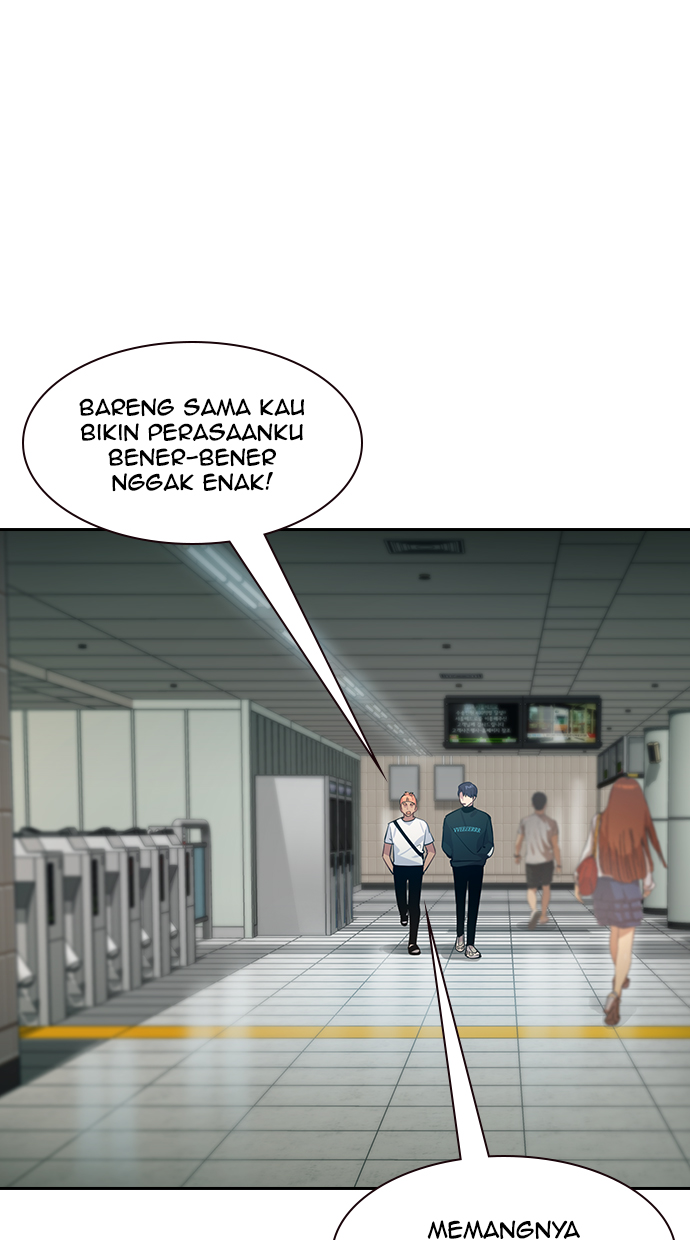 BARENG SAMA KAU
BIKIN PERASAANKU
BENER-BENER
NGGAK ENAK!
MEMANGNYA